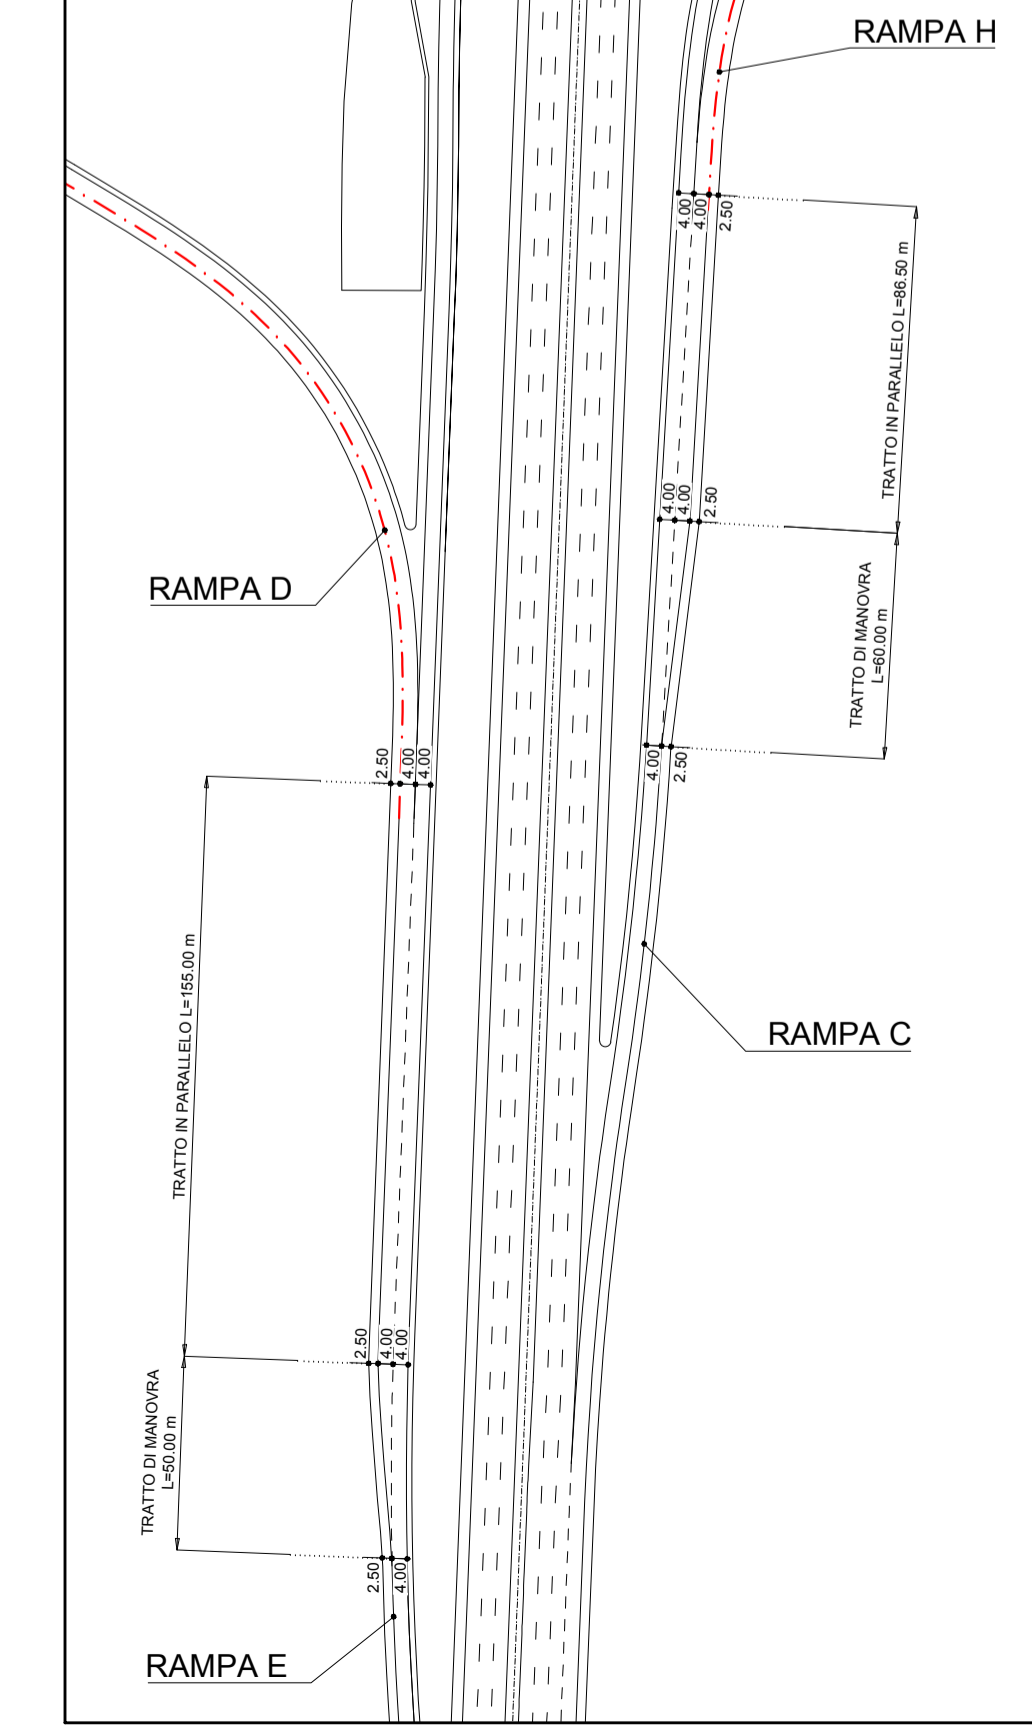 RAMPA H
4.00
4.00
2.50
TRATTO IN PARALLELO L=86.50 m
4.00
4.00
2.50
TRATTO DI MANOVRA
L=60.00 m
RAMPA D
4.00
2.50
2.50
4.00
4.00
RAMPA C
TRATTO IN PARALLELO L=155.00 m
2.50
4.00
4.00
TRATTO DI MANOVRA
L=50.00 m
2.50
4.00
RAMPA E